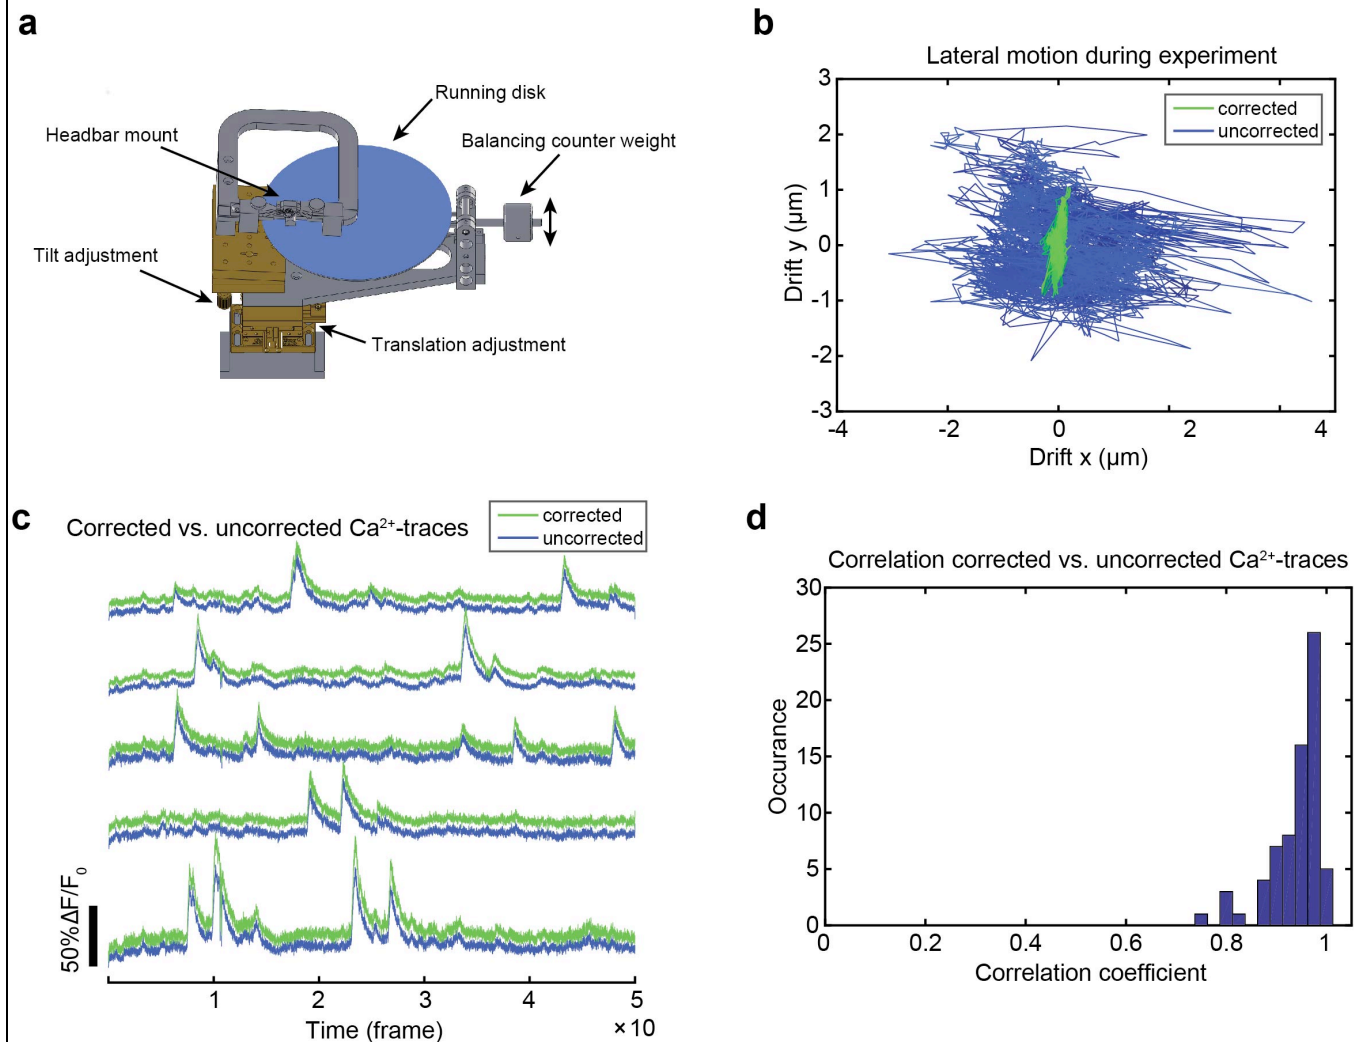 a
Running disk
Headbar mount
Balancing counter weight
Tilt adjustment
Translation adjustment
b
Lateral motion during experiment
3
2
1
0
-1
-2
-3
Drift y (µm)
corrected
uncorrected
-4
-2
0
2
4
Drift x (µm)
c
Corrected vs. uncorrected Ca²⁺-traces
corrected
uncorrected
50%ΔF/F₀
1
2
3
4
5
Time (frame)
×10
d
Correlation corrected vs. uncorrected Ca²⁺-traces
30
25
20
15
10
5
0
Occurance
0
0.2
0.4
0.6
0.8
1
Correlation coefficient